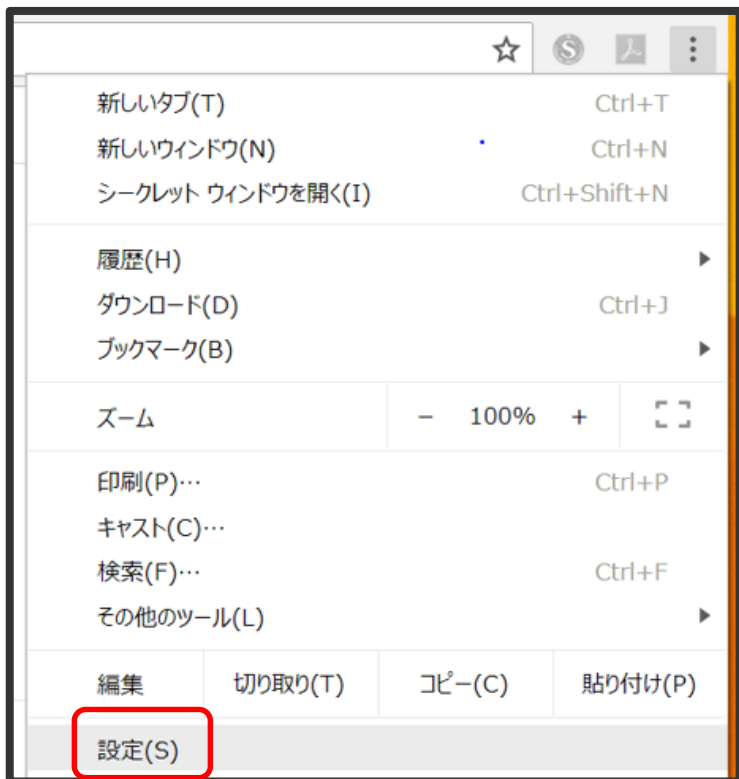 新しいタブ(T) Ctrl+T
新しいウィンドウ(N) Ctrl+N
シークレット ウィンドウを開く(I) Ctrl+Shift+N
履歴(H)
ダウンロード(D) Ctrl+J
ブックマーク(B)
ズーム － 100% +
印刷(P)… Ctrl+P
キャスト(C)…
検索(F)… Ctrl+F
その他のツール(L)
編集 切り取り(T) コピー(C) 貼り付け(P)
設定(S)